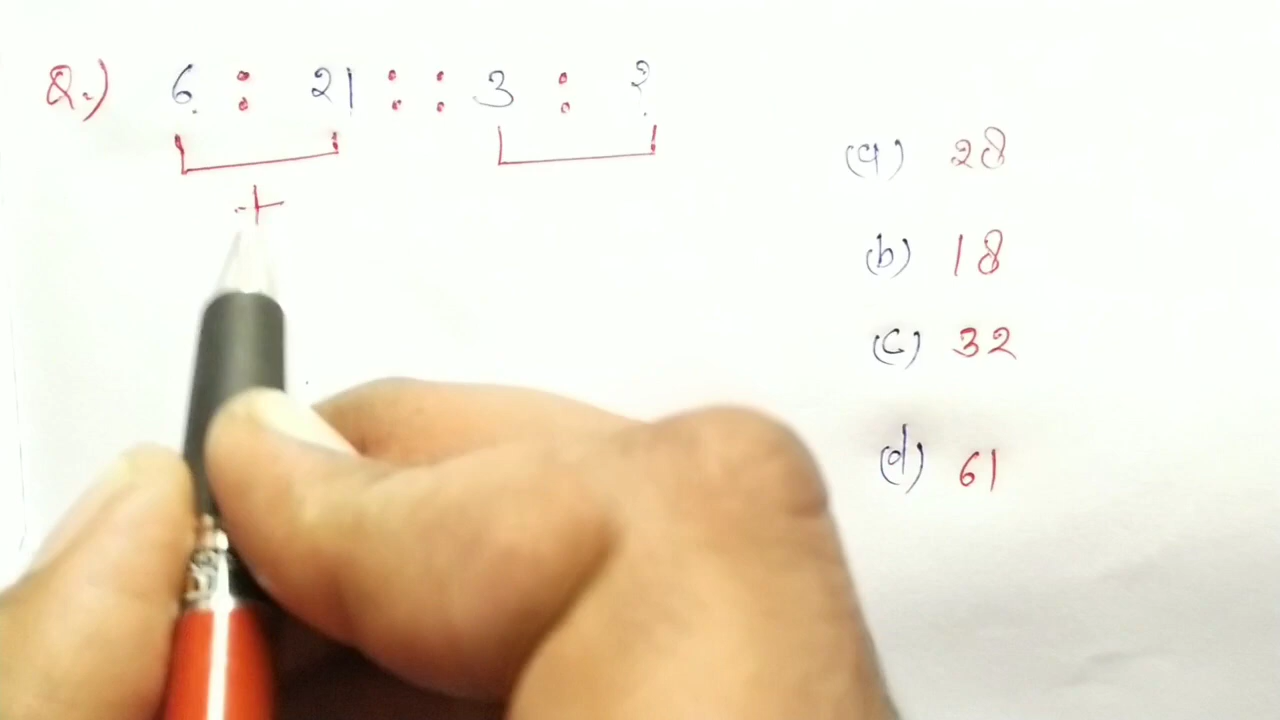 Q.) 6 : 21 :: 3 : ?
+
(a) 28
(b) 18
(c) 32
(d) 61